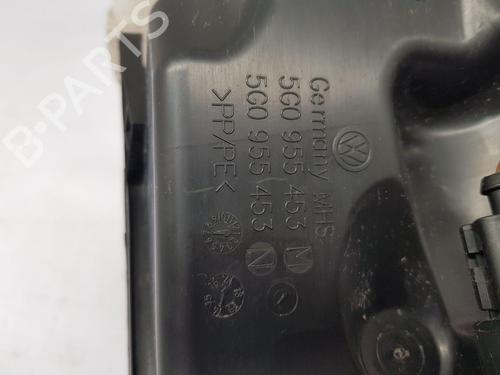 Germany MHS
5G0 955 453 M
5G0 955 453 N
>PP/PE<
B-PARTS